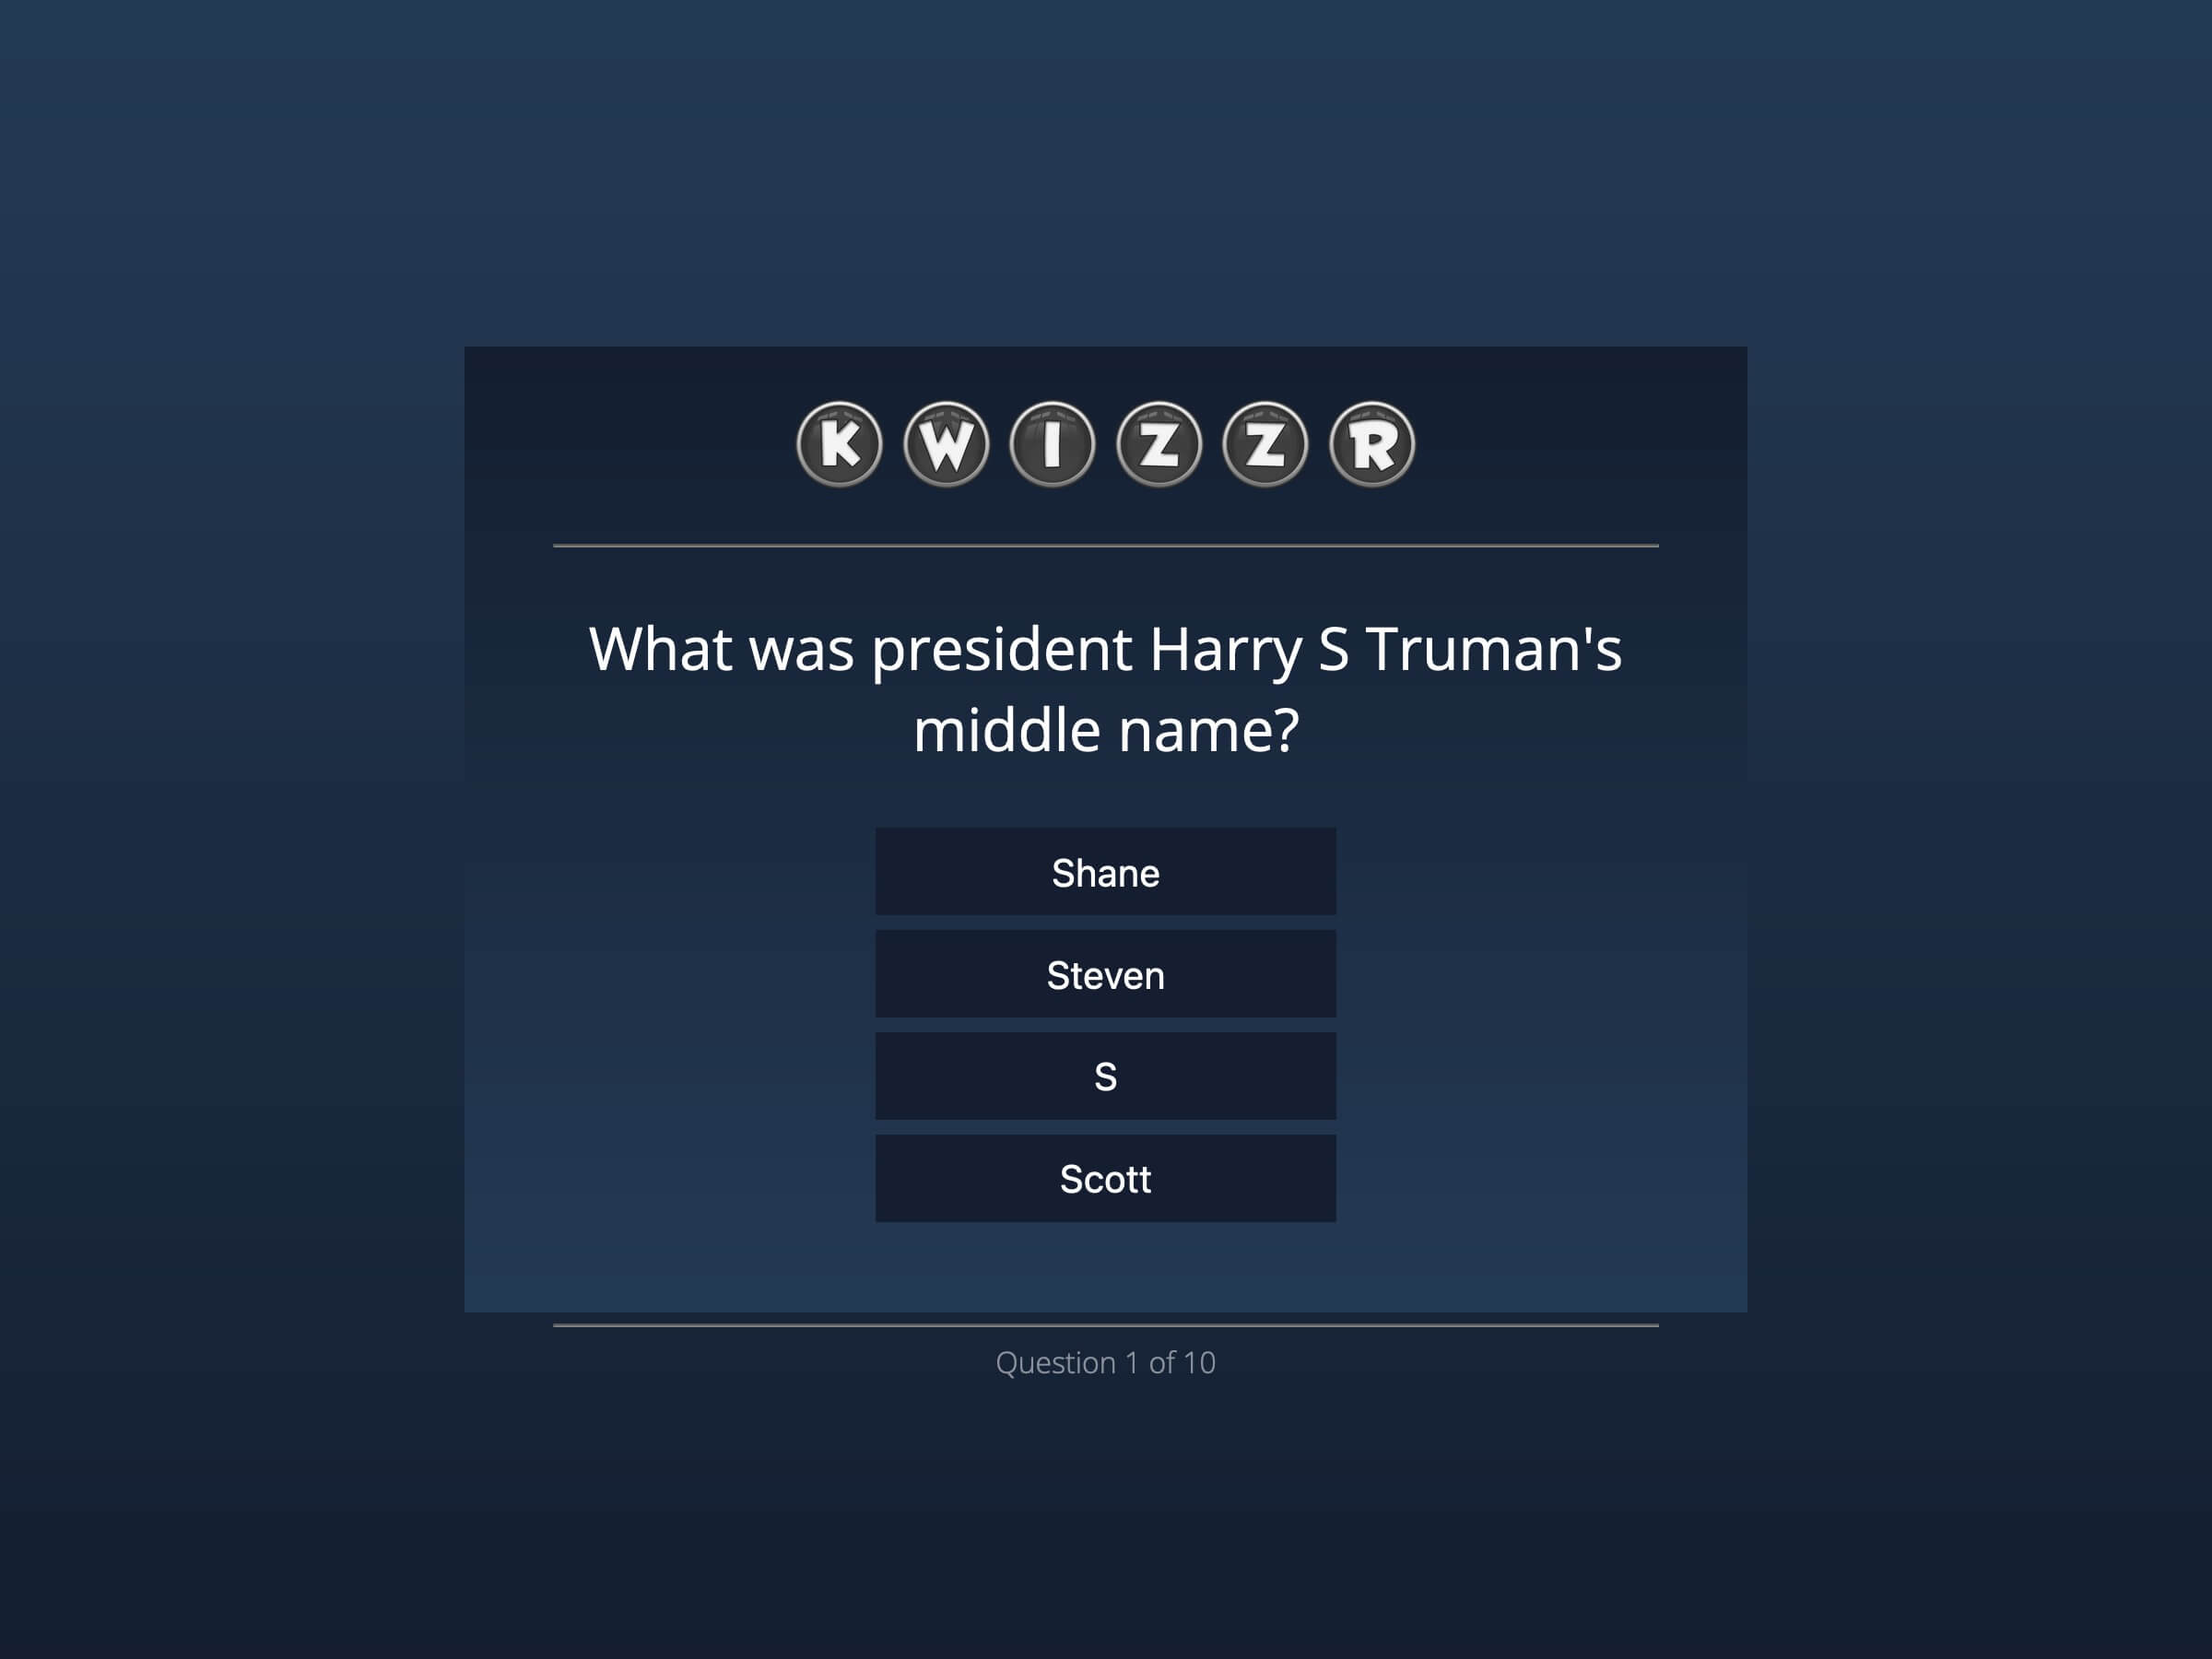 KWIZZR
What was president Harry S Truman's
middle name?
Shane
Steven
S
Scott
Question 1 of 10